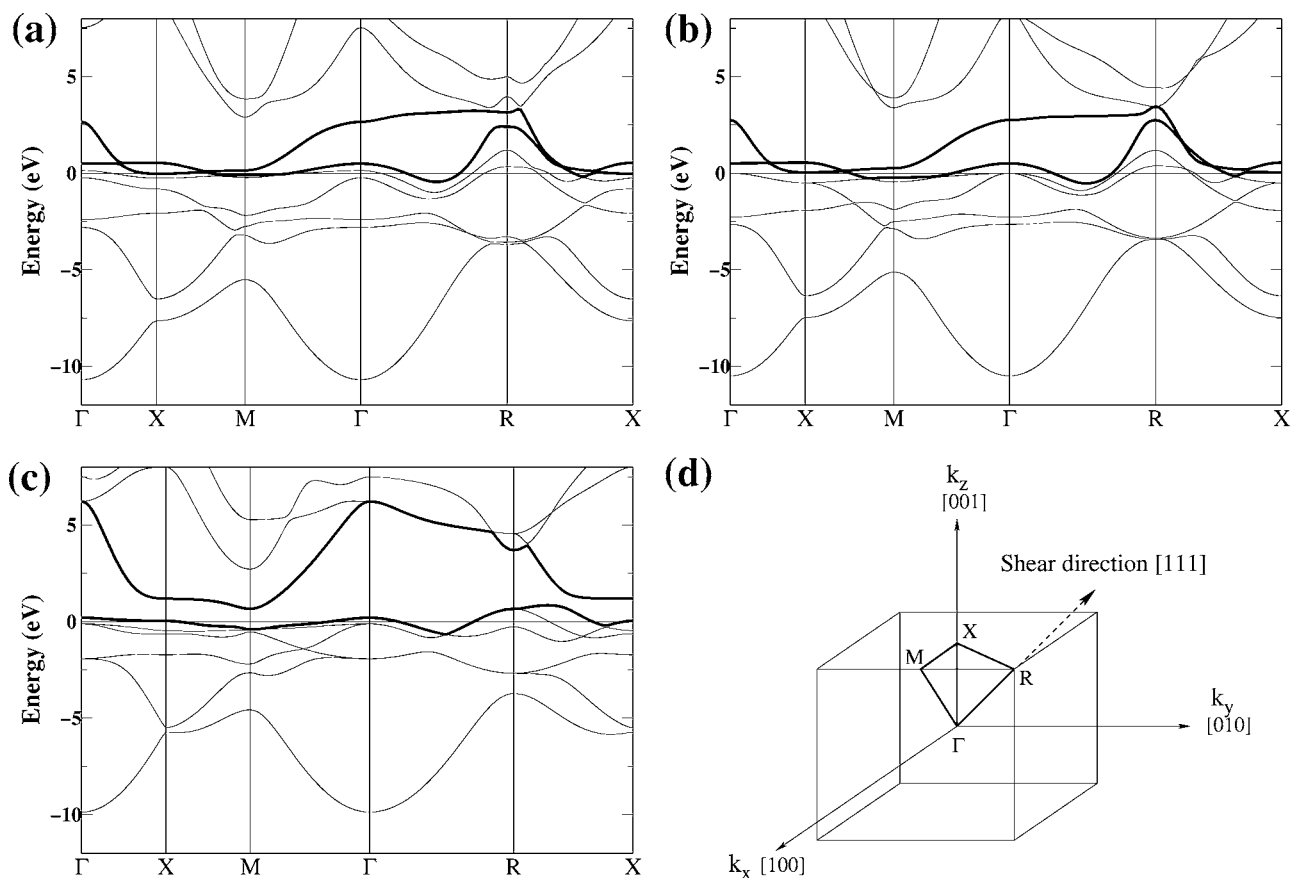 (a)
Energy (eV)
5
0
−5
−10
Γ X M Γ R X
(b)
Energy (eV)
5
0
−5
−10
Γ X M Γ R X
(c)
Energy (eV)
5
0
−5
−10
Γ X M Γ R X
(d)
k_z
[001]
Shear direction [111]
X
M
R
k_y
[010]
Γ
k_x [100]